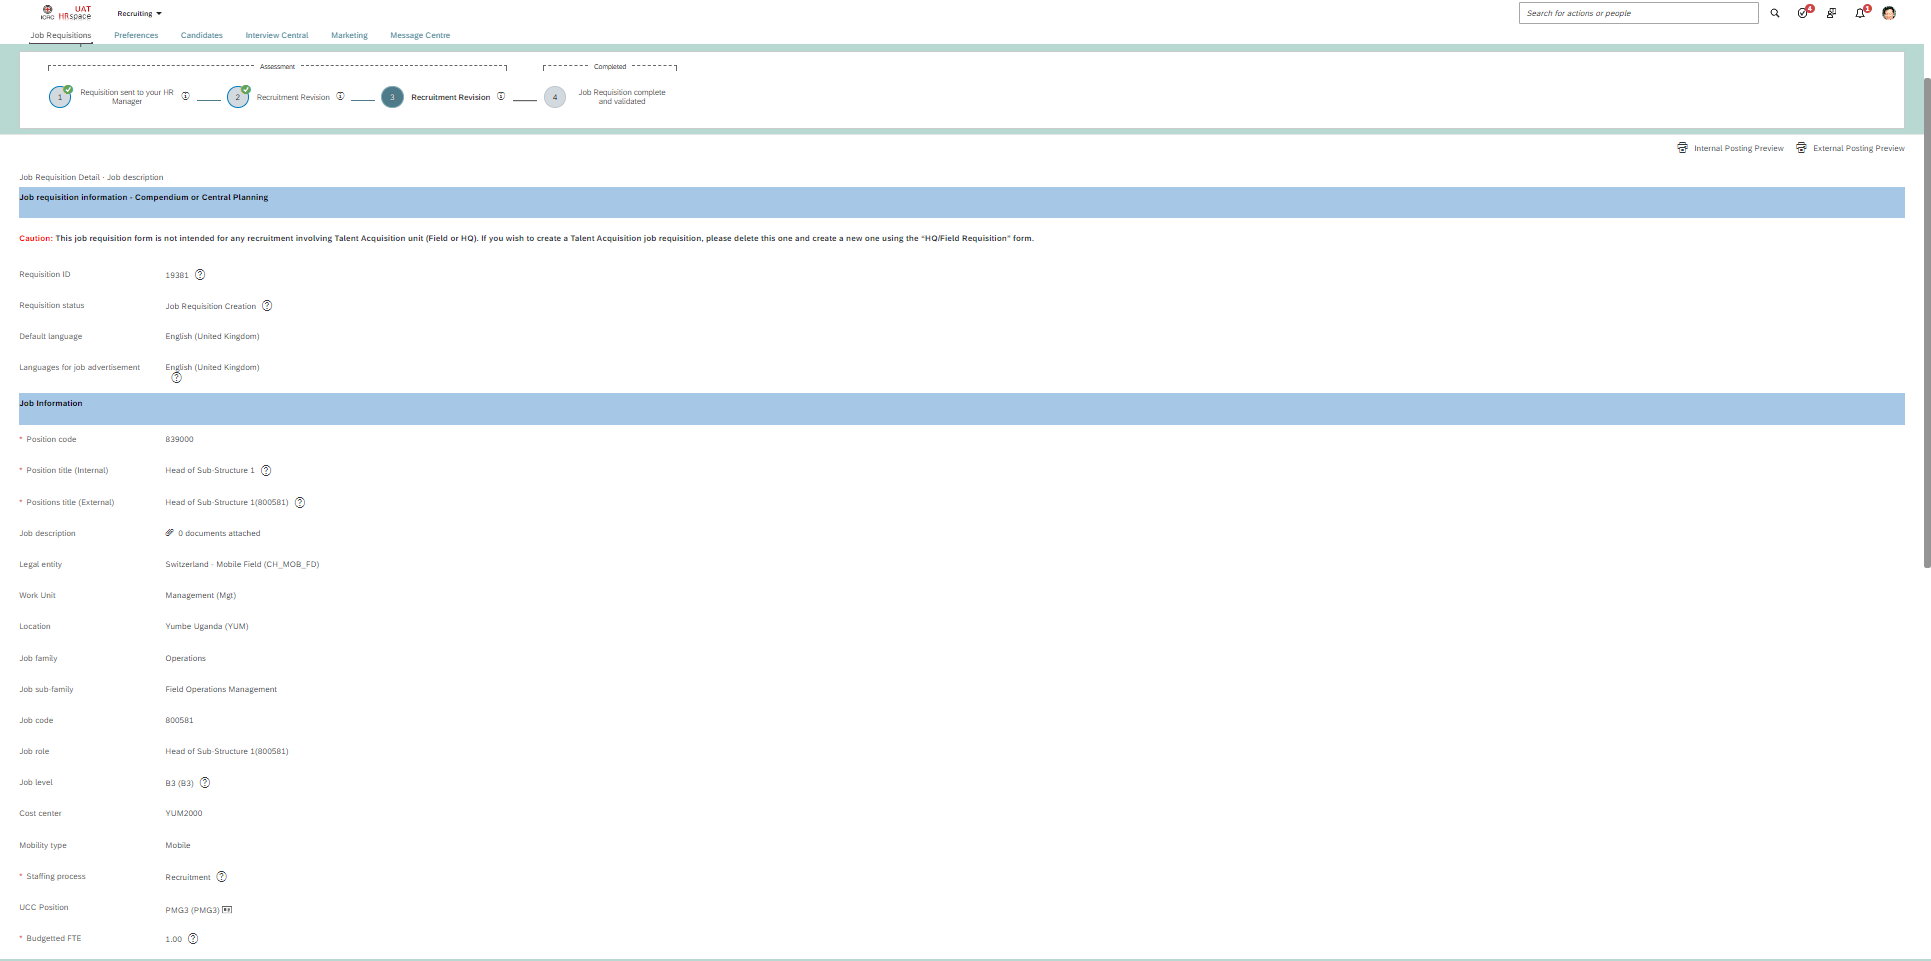 ICRC
UAT
HRspace
Recruiting
Search for actions or people
4
1
Job Requisitions
Preferences
Candidates
Interview Central
Marketing
Message Centre
Assessment
Completed
1
Requisition sent to your HR
Manager
2
Recruitment Revision
3
Recruitment Revision
4
Job Requisition complete
and validated
Internal Posting Preview
External Posting Preview
Job Requisition Detail · Job description
Job requisition information - Compendium or Central Planning
Caution: This job requisition form is not intended for any recruitment involving Talent Acquisition unit (Field or HQ). If you wish to create a Talent Acquisition job requisition, please delete this one and create a new one using the "HQ/Field Requisition" form.
Requisition ID
19381
Requisition status
Job Requisition Creation
Default language
English (United Kingdom)
Languages for job advertisement
English (United Kingdom)
Job Information
* Position code
839000
* Position title (Internal)
Head of Sub-Structure 1
* Positions title (External)
Head of Sub-Structure 1(800581)
Job description
0 documents attached
Legal entity
Switzerland - Mobile Field (CH_MOB_FD)
Work Unit
Management (Mgt)
Location
Yumbe Uganda (YUM)
Job family
Operations
Job sub-family
Field Operations Management
Job code
800581
Job role
Head of Sub-Structure 1(800581)
Job level
B3 (B3)
Cost center
YUM2000
Mobility type
Mobile
* Staffing process
Recruitment
UCC Position
PMG3 (PMG3)
* Budgetted FTE
1.00